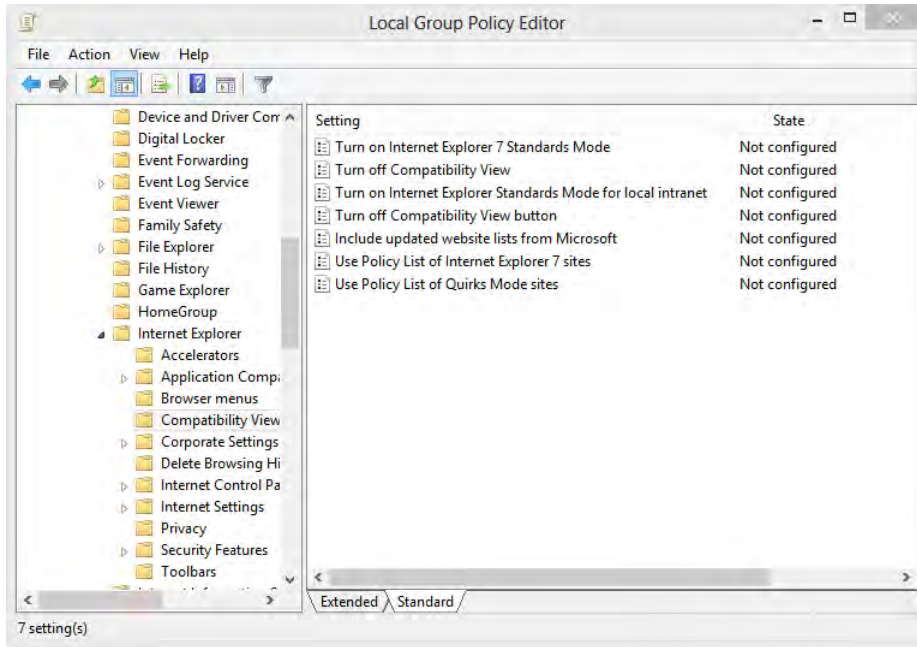 Local Group Policy Editor
File Action View Help
Device and Driver Com
Digital Locker
Event Forwarding
Event Log Service
Event Viewer
Family Safety
File Explorer
File History
Game Explorer
HomeGroup
Internet Explorer
Accelerators
Application Compa
Browser menus
Compatibility View
Corporate Settings
Delete Browsing Hi
Internet Control Pa
Internet Settings
Privacy
Security Features
Toolbars
Setting State
Turn on Internet Explorer 7 Standards Mode Not configured
Turn off Compatibility View Not configured
Turn on Internet Explorer Standards Mode for local intranet Not configured
Turn off Compatibility View button Not configured
Include updated website lists from Microsoft Not configured
Use Policy List of Internet Explorer 7 sites Not configured
Use Policy List of Quirks Mode sites Not configured
Extended Standard
7 setting(s)